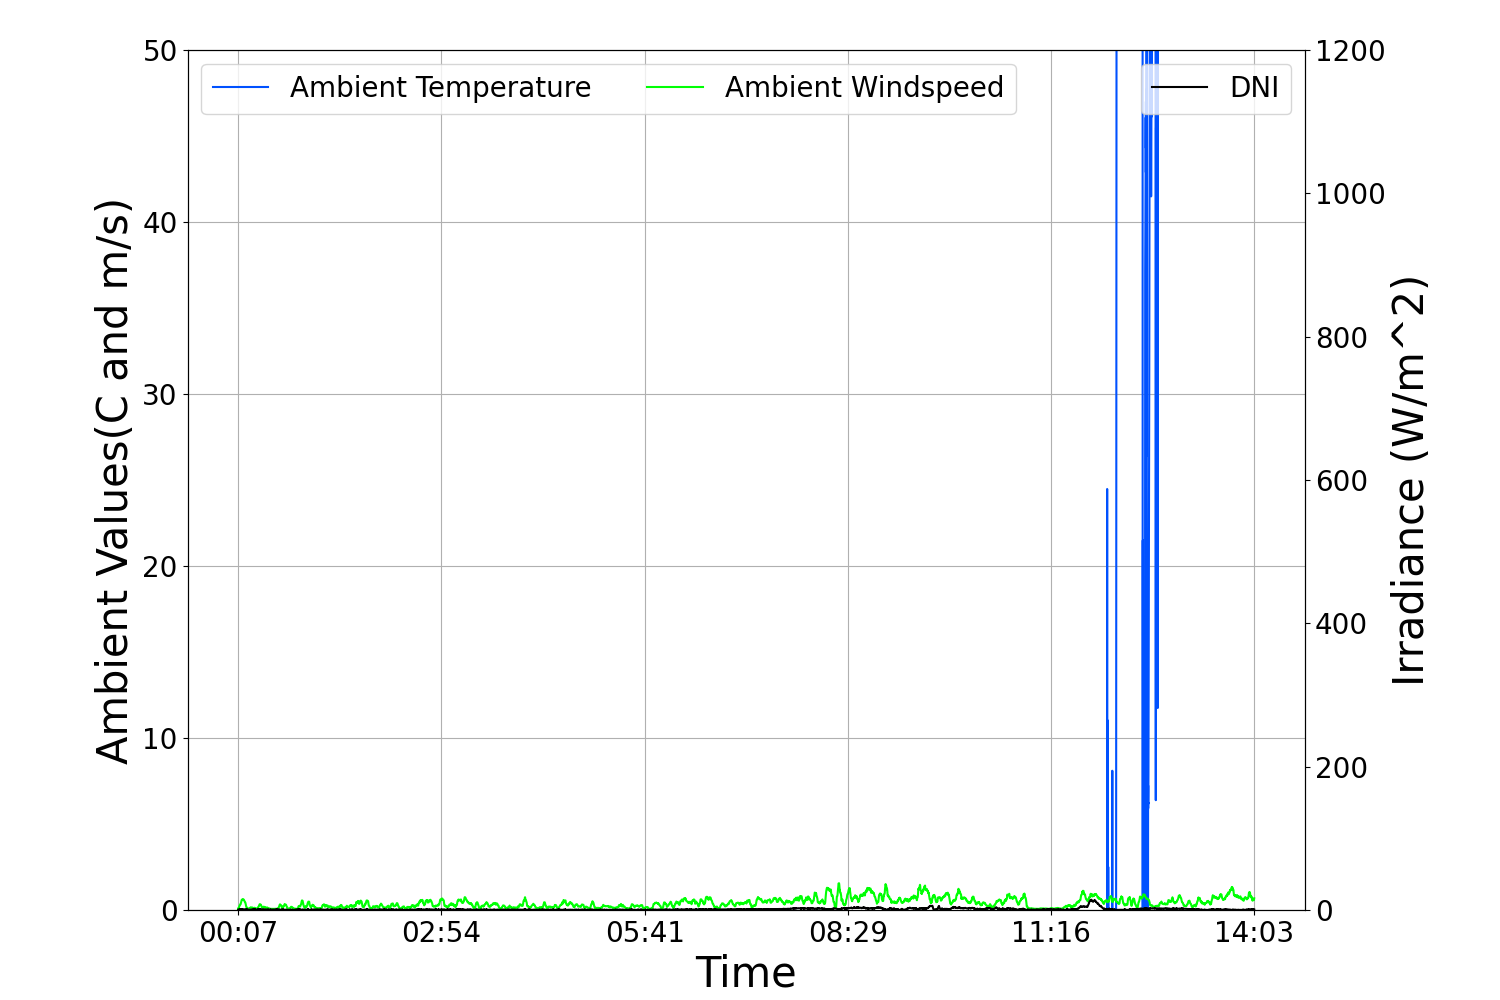 Ambient Temperature
Ambient Windspeed
DNI
Ambient Values(C and m/s)
50
40
30
20
10
0
1200
1000
800
600
400
200
0
Irradiance (W/m^2)
00:07 02:54 05:41 08:29 11:16 14:03
Time